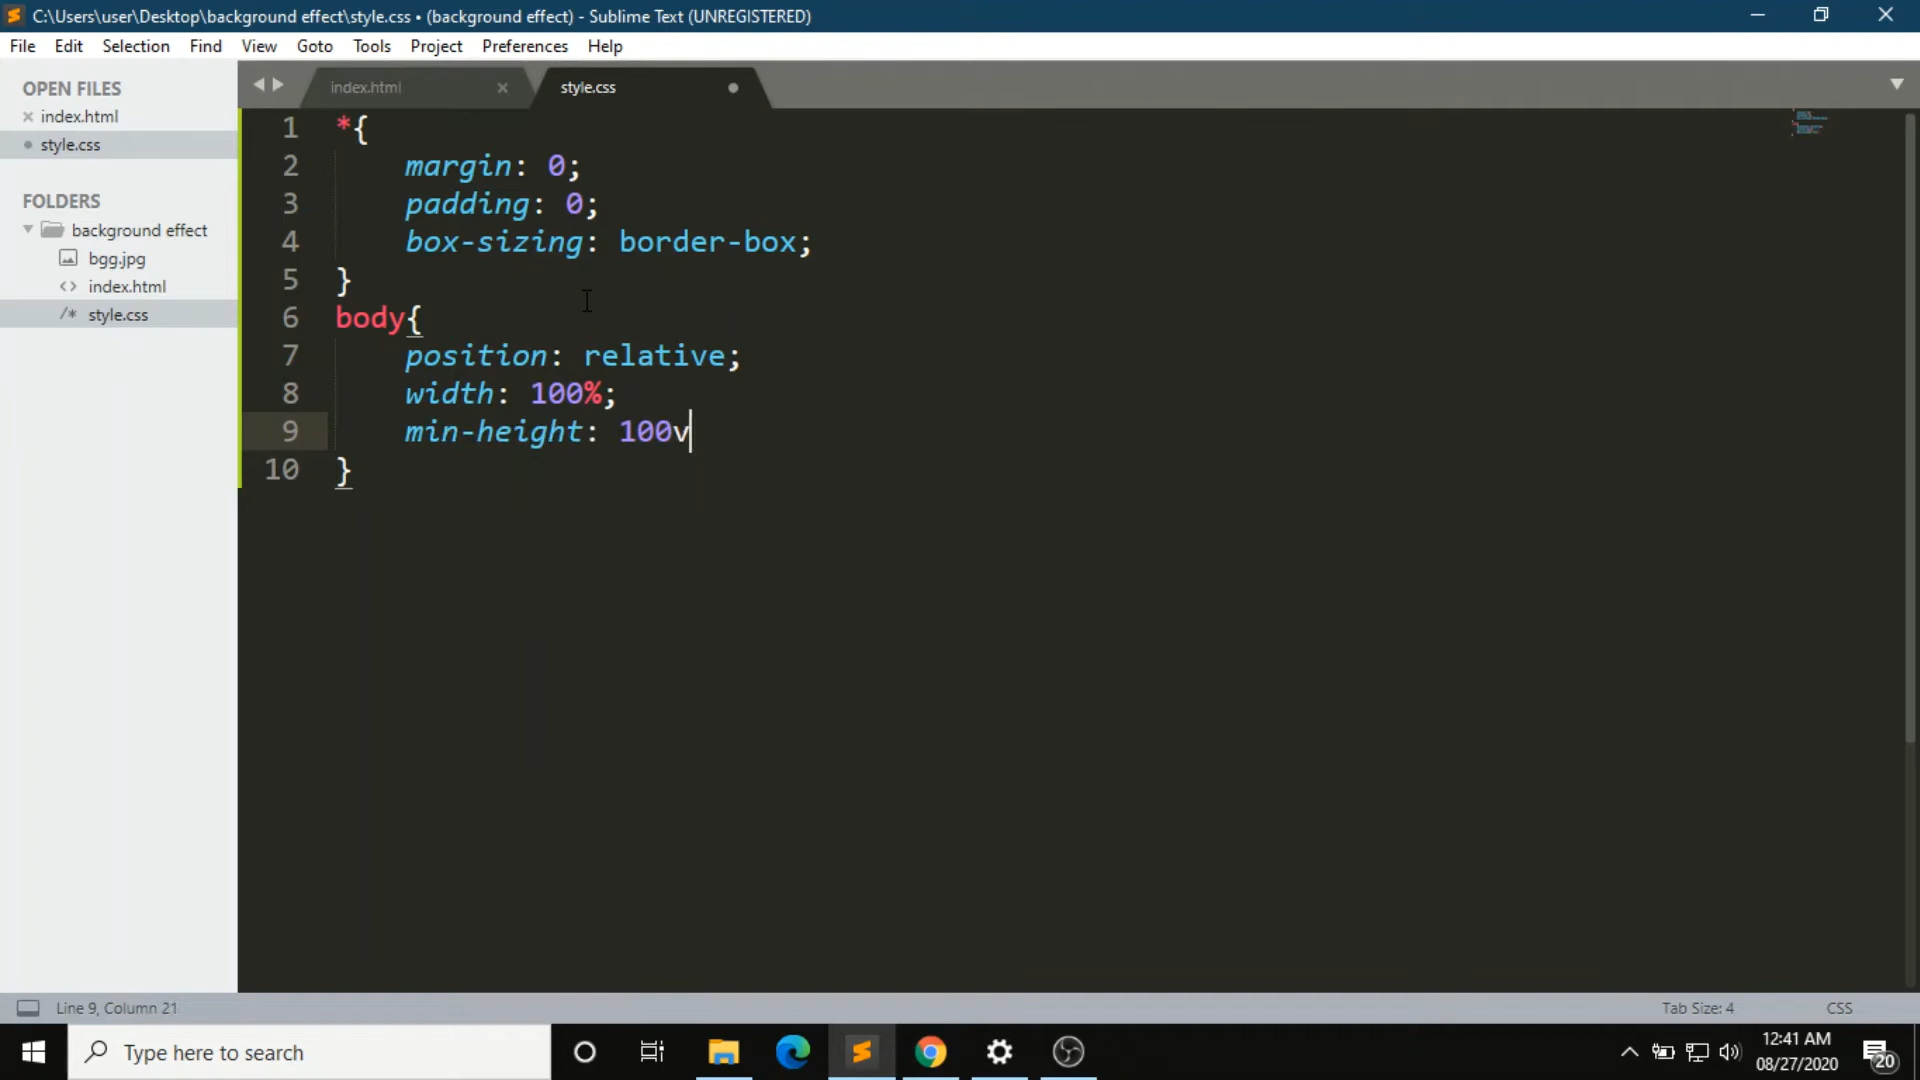 C:\Users\user\Desktop\background effect\style.css • (background effect) - Sublime Text (UNREGISTERED)
File Edit Selection Find View Goto Tools Project Preferences Help
OPEN FILES
index.html
style.css
FOLDERS
background effect
bgg.jpg
<> index.html
/* style.css
index.html
style.css
1 *{
2 margin: 0;
3 padding: 0;
4 box-sizing: border-box;
5 }
6 body{
7 position: relative;
8 width: 100%;
9 min-height: 100v
10 }
Line 9, Column 21
Tab Size: 4
CSS
Type here to search
12:41 AM
08/27/2020
20